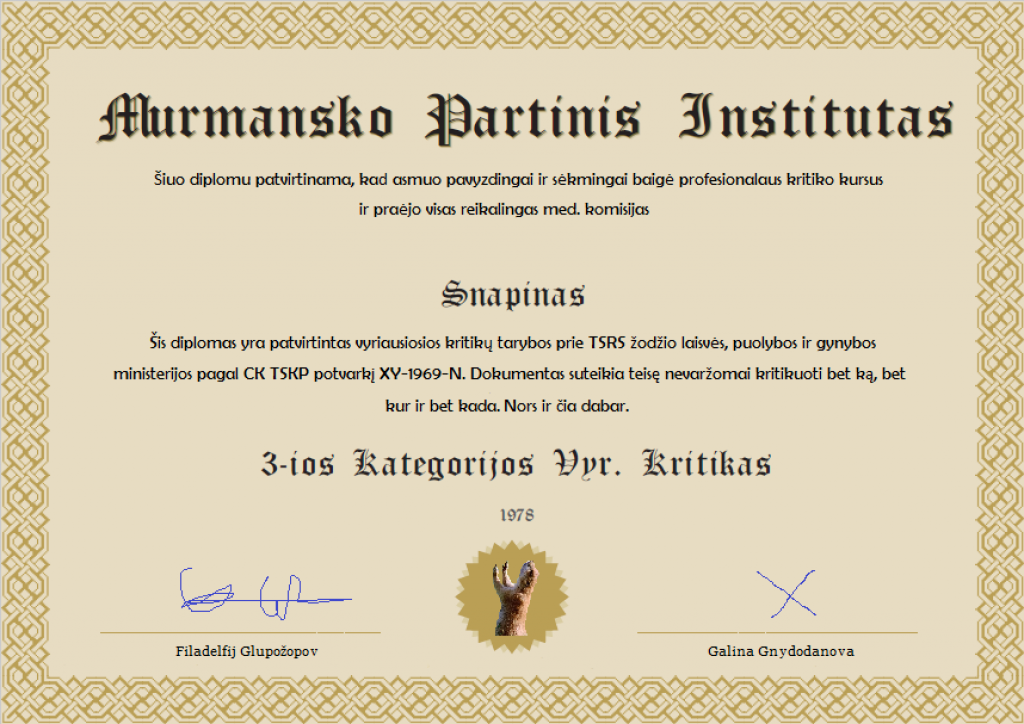 Murmansko Partinis Institutas
Šiuo diplomu patvirtinama, kad asmuo pavyzdingai ir sėkmingai baigė profesionalaus kritiko kursus
ir praėjo visas reikalingas med. komisijas
Snapinas
Šis diplomas yra patvirtintas vyriausiosios kritikų tarybos prie TSRS žodžio laisvės, puolybos ir gynybos
ministerijos pagal CK TSKP potvarkį XY-1969-N. Dokumentas suteikia teisę nevaržomai kritikuoti bet ką, bet
kur ir bet kada. Nors ir čia dabar.
3-ios Kategorijos Vyr. Kritikas
1978
Filadelfij Glupožopov
Galina Gnydodanova